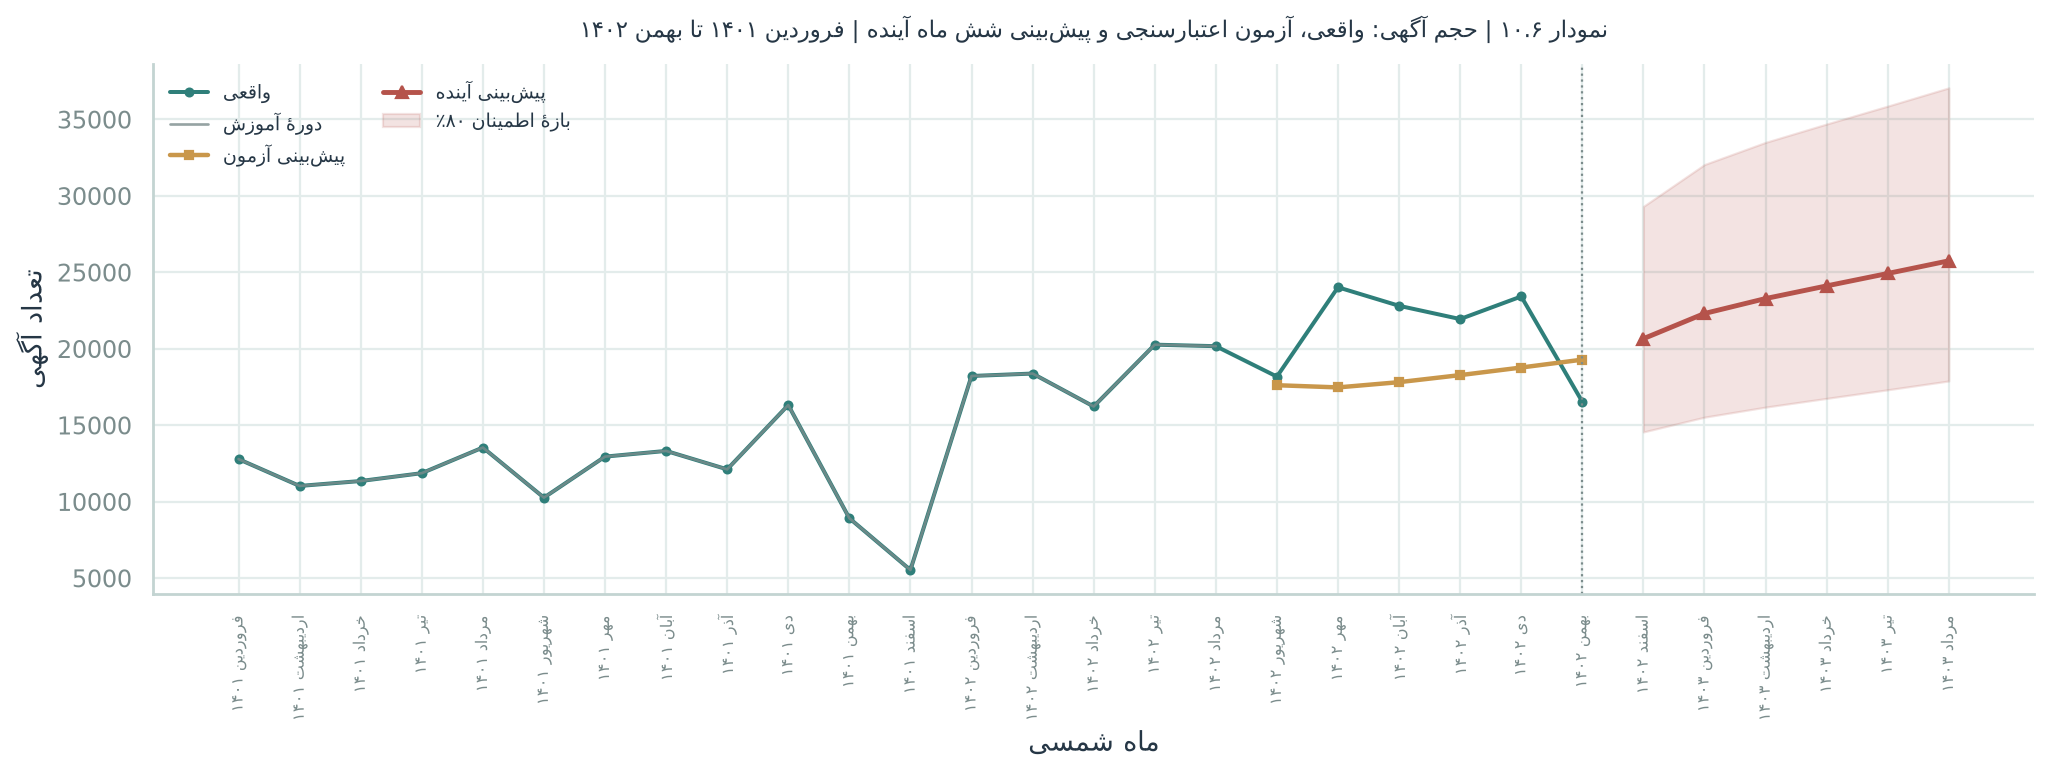 نمودار ۱۰.۶ | حجم آگهی: واقعی، آزمون اعتبارسنجی و پیش‌بینی شش ماه آینده | فروردین ۱۴۰۱ تا بهمن ۱۴۰۲
واقعی
دورهٔ آموزش
پیش‌بینی آزمون
پیش‌بینی آینده
بازهٔ اطمینان ۸۰٪
تعداد آگهی
35000
30000
25000
20000
15000
10000
5000
فروردین ۱۴۰۱
اردیبهشت ۱۴۰۱
خرداد ۱۴۰۱
تیر ۱۴۰۱
مرداد ۱۴۰۱
شهریور ۱۴۰۱
مهر ۱۴۰۱
آبان ۱۴۰۱
آذر ۱۴۰۱
دی ۱۴۰۱
بهمن ۱۴۰۱
اسفند ۱۴۰۱
فروردین ۱۴۰۲
اردیبهشت ۱۴۰۲
خرداد ۱۴۰۲
تیر ۱۴۰۲
مرداد ۱۴۰۲
شهریور ۱۴۰۲
مهر ۱۴۰۲
آبان ۱۴۰۲
آذر ۱۴۰۲
دی ۱۴۰۲
بهمن ۱۴۰۲
اسفند ۱۴۰۲
فروردین ۱۴۰۳
اردیبهشت ۱۴۰۳
خرداد ۱۴۰۳
تیر ۱۴۰۳
مرداد ۱۴۰۳
ماه شمسی